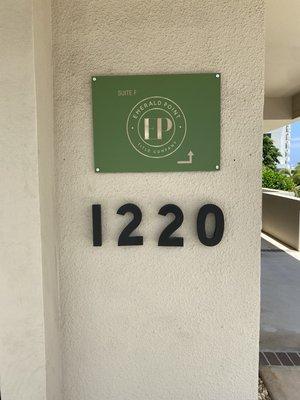 SUITE F
EMERALD POINT
EP
TITLE COMPANY
1220